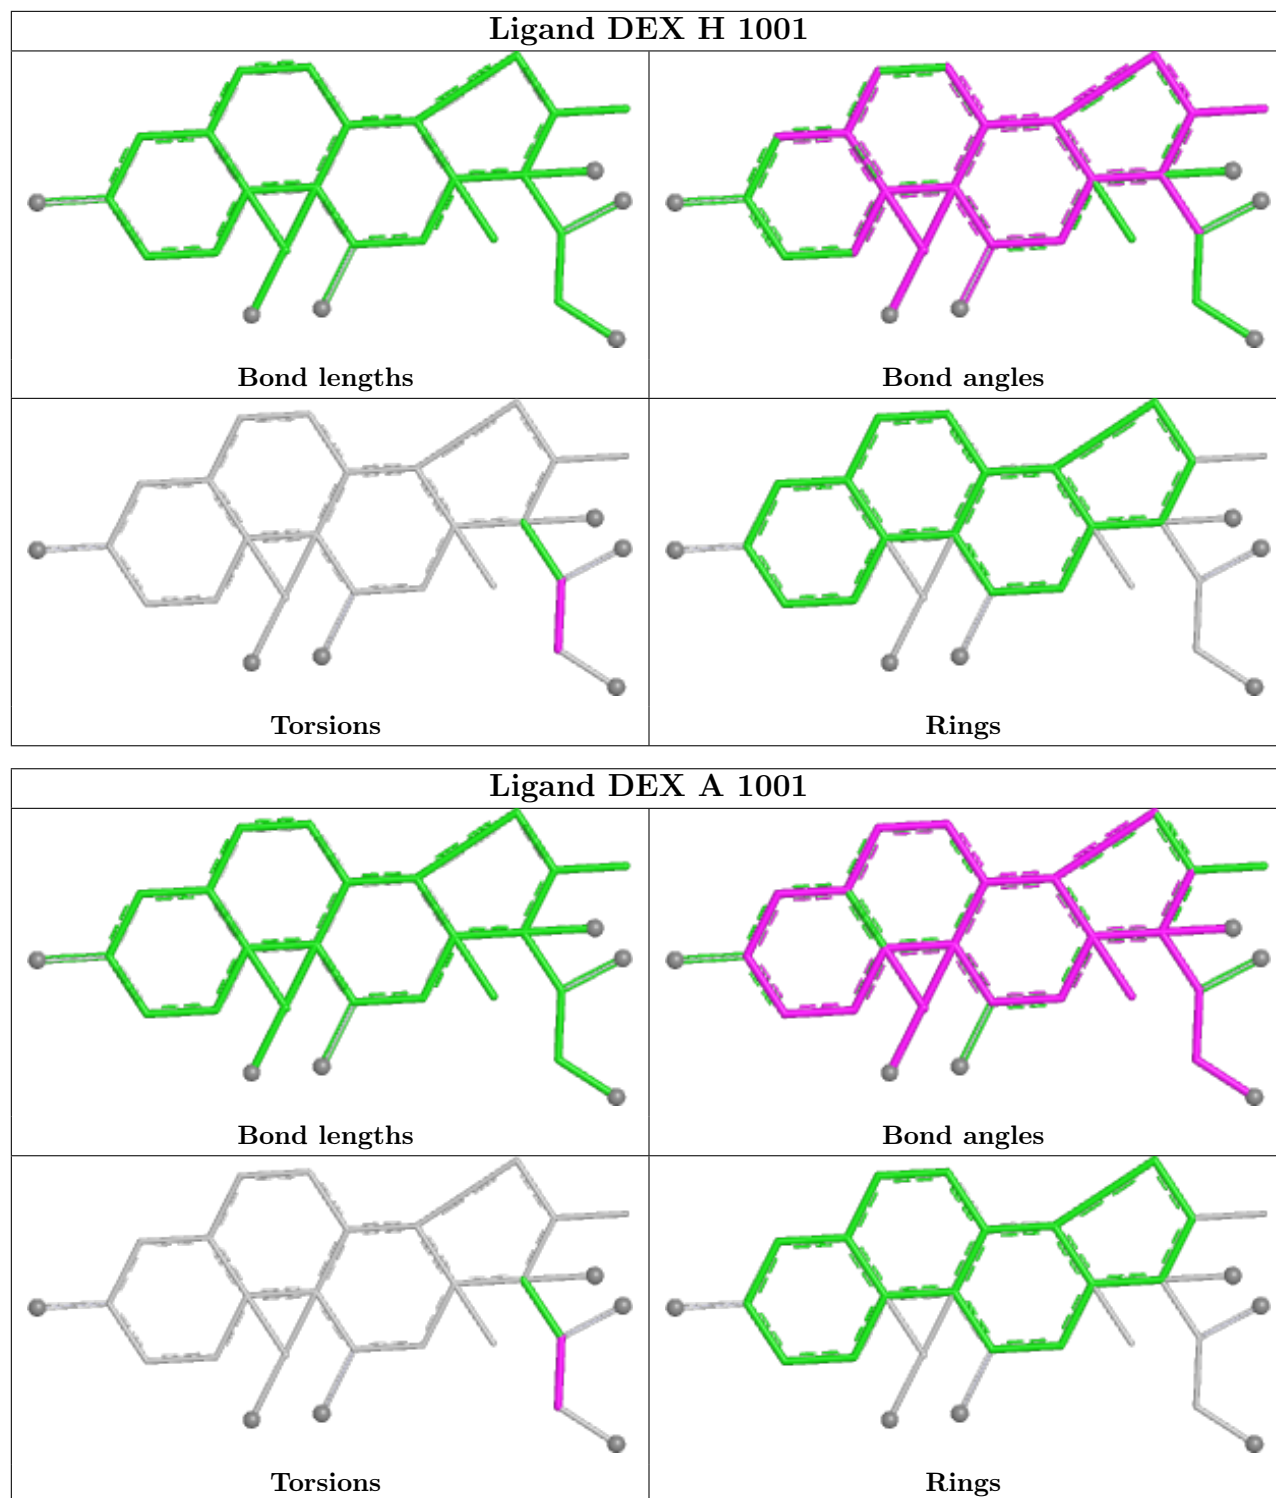 Ligand DEX H 1001
Bond lengths
Bond angles
Torsions
Rings
Ligand DEX A 1001
Bond lengths
Bond angles
Torsions
Rings